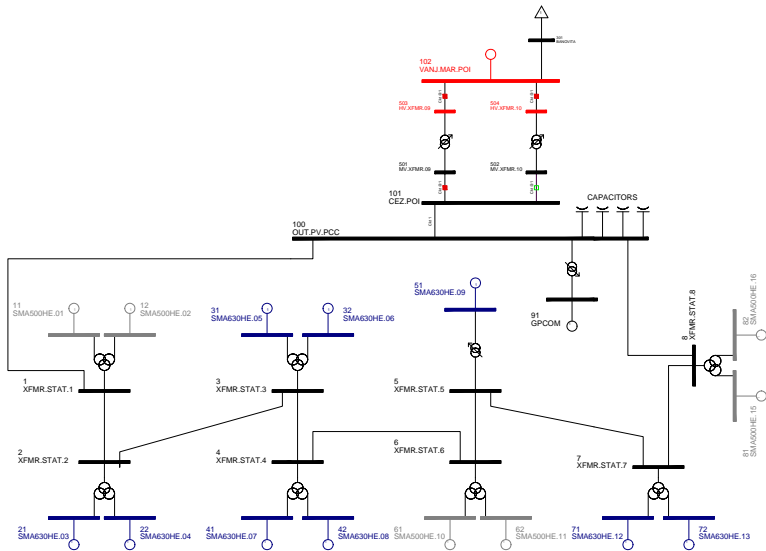 301
BANOVITA
102
VANJ.MAR.POI
503
HV.XFMR.09
504
HV.XFMR.10
501
MV.XFMR.09
502
MV.XFMR.10
101
CEZ.POI
CAPACITORS
100
OUT.PV.PCC
91
GPCOM
11
SMA500HE.01
12
SMA500HE.02
31
SMA630HE.05
32
SMA630HE.06
51
SMA630HE.09
82
SMA500HE.16
8
XFMR.STAT.8
81
SMA500HE.15
1
XFMR.STAT.1
3
XFMR.STAT.3
5
XFMR.STAT.5
2
XFMR.STAT.2
4
XFMR.STAT.4
6
XFMR.STAT.6
7
XFMR.STAT.7
21
SMA630HE.03
22
SMA630HE.04
41
SMA630HE.07
42
SMA630HE.08
61
SMA500HE.10
62
SMA500HE.11
71
SMA630HE.12
72
SMA630HE.13